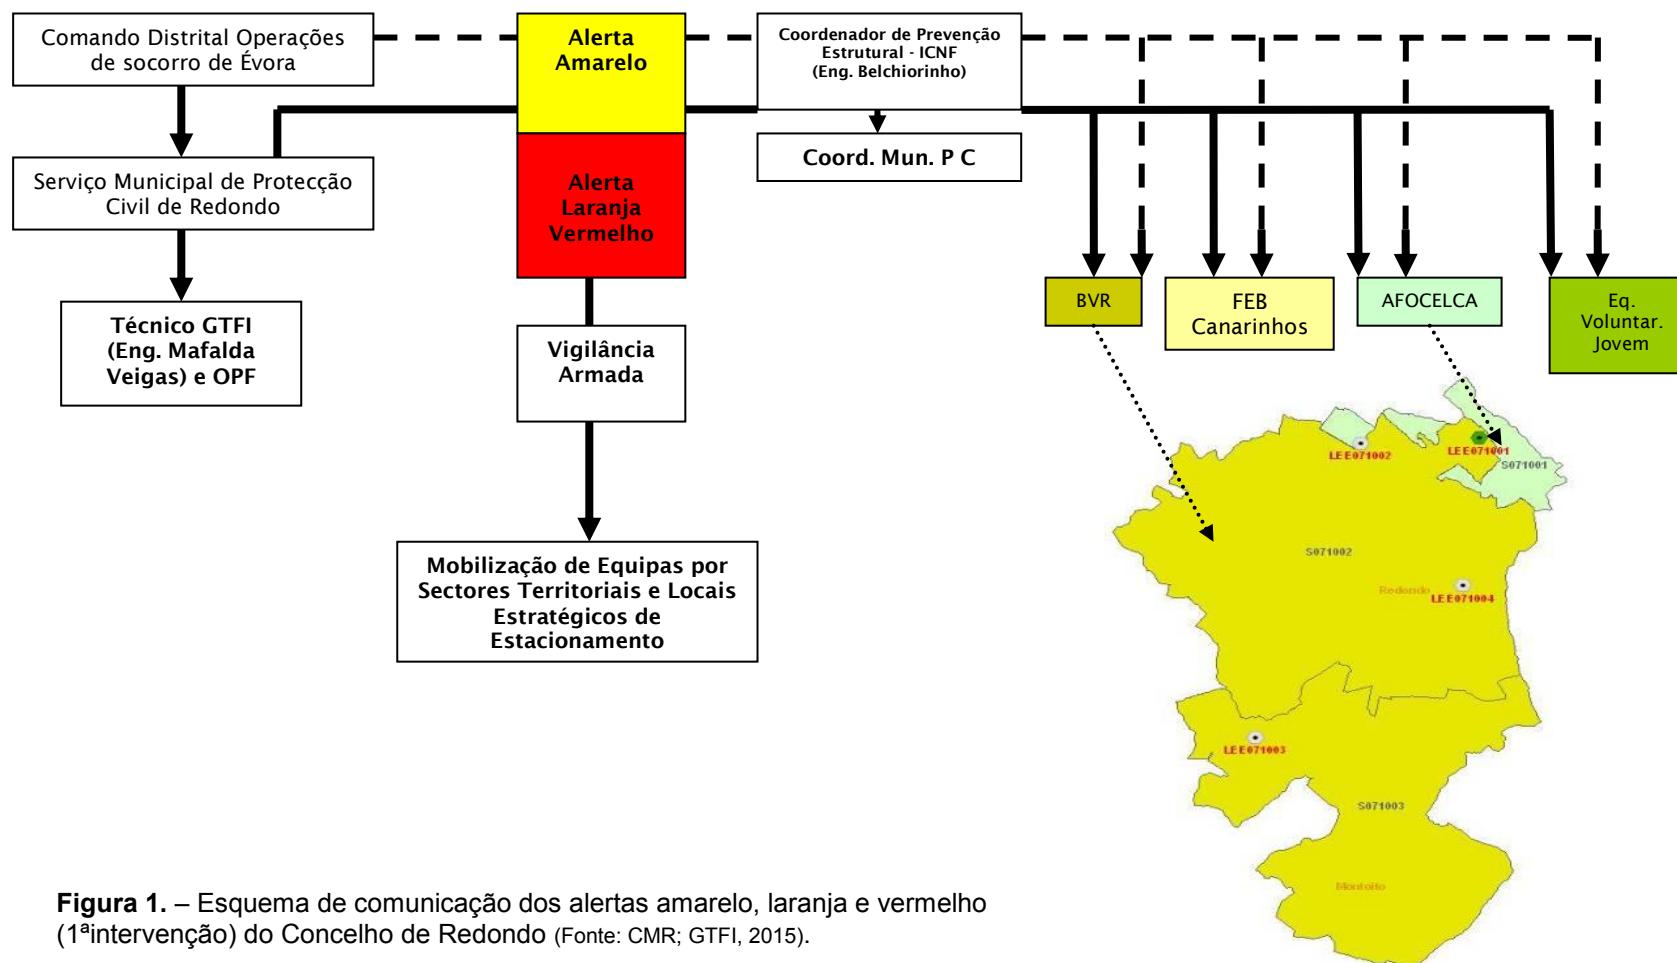 Comando Distrital Operações
de socorro de Évora
Alerta
Amarelo
Coordenador de Prevenção
Estrutural - ICNF
(Eng. Belchiorinho)
Coord. Mun. P C
Serviço Municipal de Protecção
Civil de Redondo
Alerta
Laranja
Vermelho
BVR
FEB
Canarinhos
AFOCELCA
Eq.
Voluntar.
Jovem
Técnico GTFI
(Eng. Mafalda
Veigas) e OPF
Vigilância
Armada
Mobilização de Equipas por
Sectores Territoriais e Locais
Estratégicos de
Estacionamento
LEE071002
LEE071001
S071001
S071002
Redondo
LEE071004
LEE071003
S071003
Montoito
Figura 1. – Esquema de comunicação dos alertas amarelo, laranja e vermelho
(1ªintervenção) do Concelho de Redondo (Fonte: CMR; GTFI, 2015).